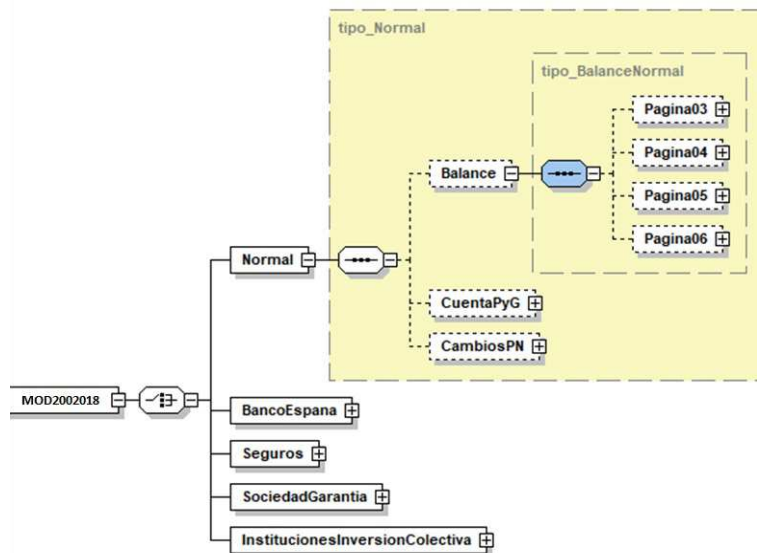 tipo_Normal
tipo_BalanceNormal
Pagina03
Pagina04
Balance
Pagina05
Pagina06
Normal
CuentaPyG
CambiosPN
MOD2002018
BancoEspana
Seguros
SociedadGarantia
InstitucionesInversionColectiva